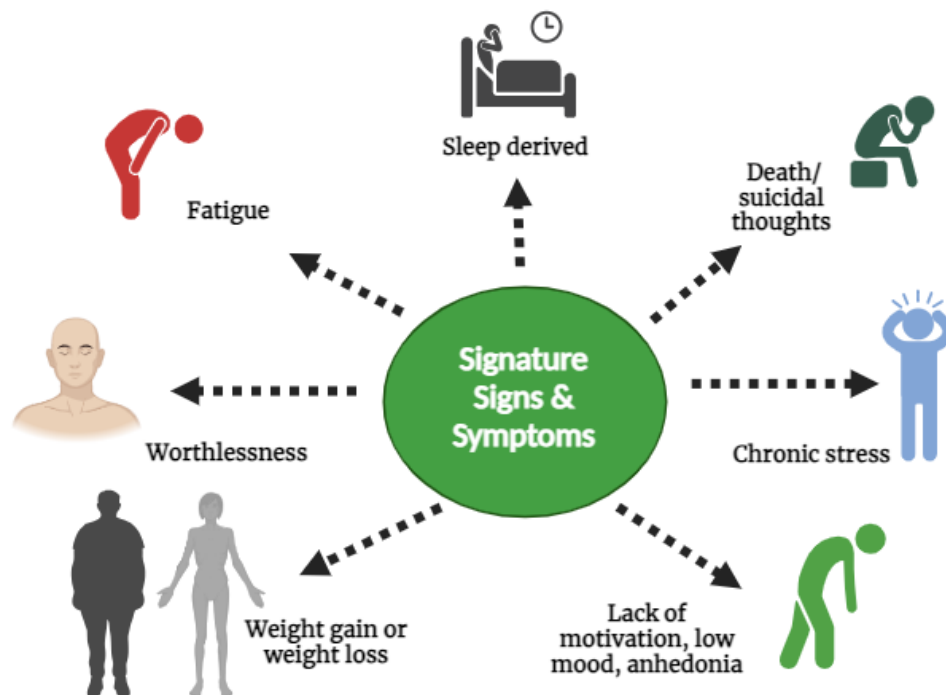 Sleep derived
Fatigue
Death/
suicidal
thoughts
Signature
Signs &
Symptoms
Worthlessness
Chronic stress
Weight gain or
weight loss
Lack of
motivation, low
mood, anhedonia